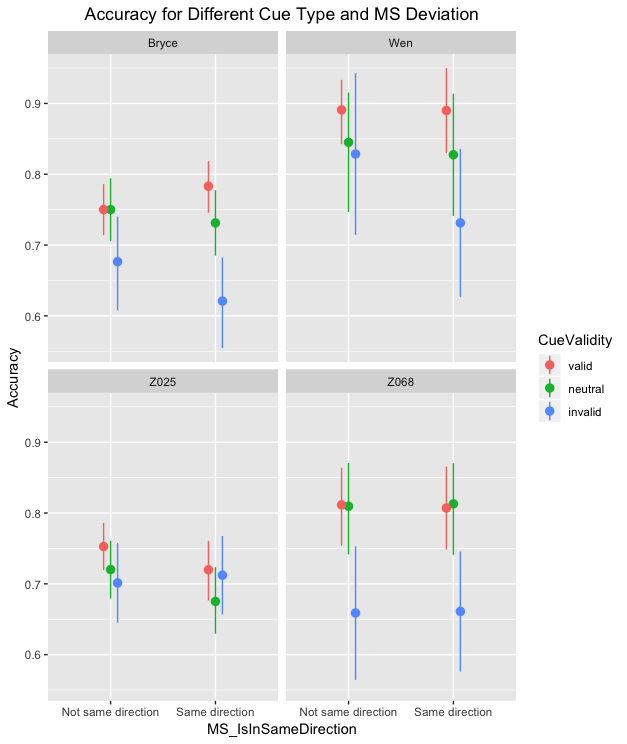 Accuracy for Different Cue Type and MS Deviation
Bryce
Wen
0.9
0.8
0.7
0.6
Accuracy
Z025
Z068
0.9
0.8
0.7
0.6
Not same direction
Same direction
Not same direction
Same direction
MS_IsInSameDirection
CueValidity
valid
neutral
invalid